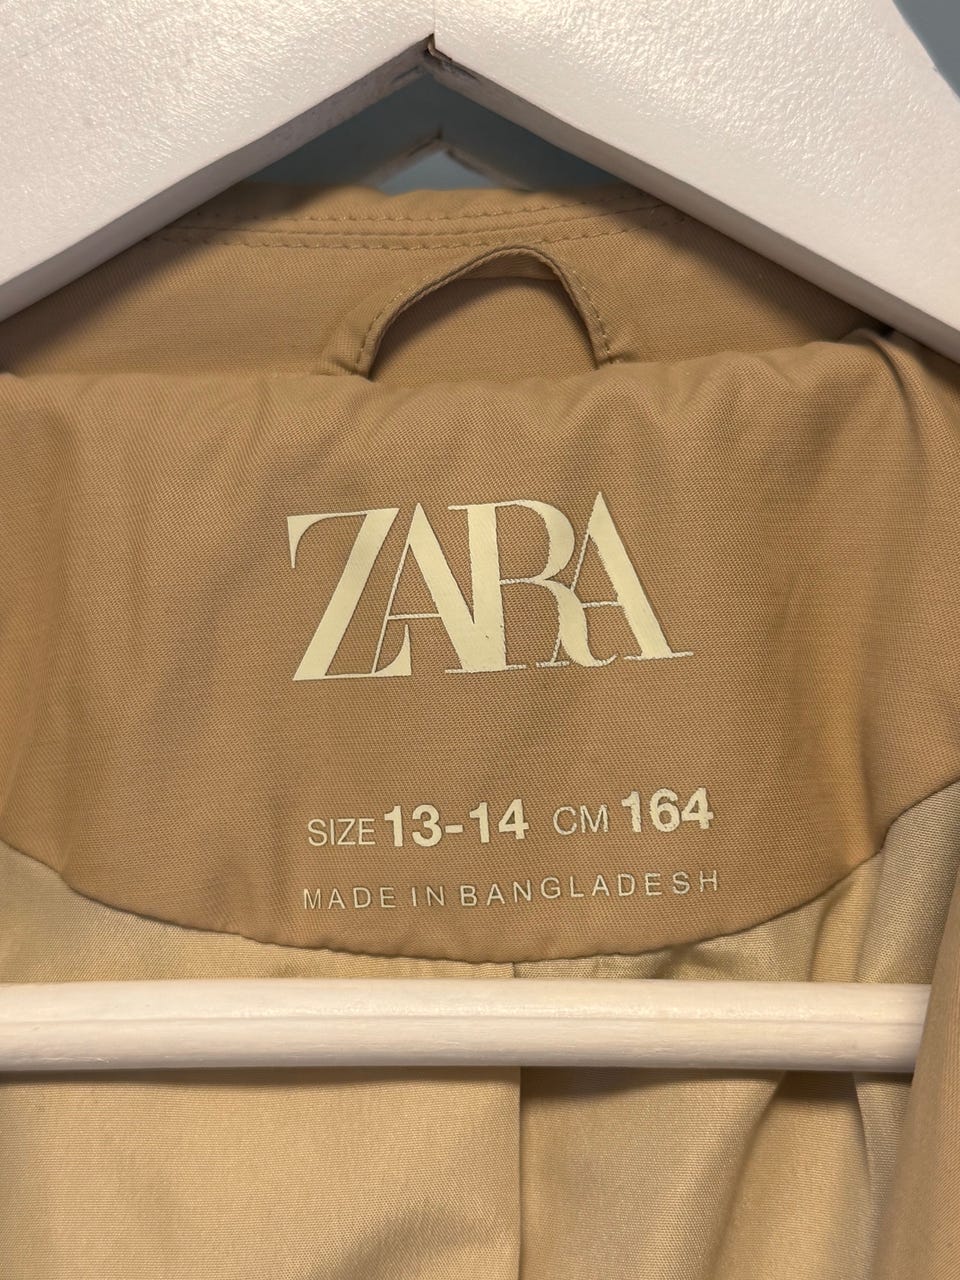 ZARA
SIZE 13-14 CM 164
MADE IN BANGLADESH